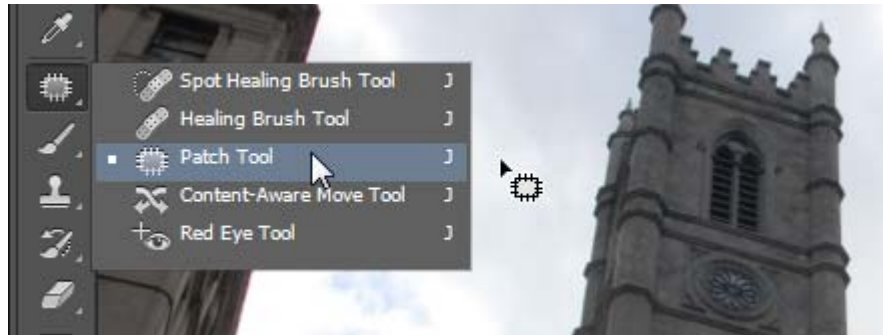 Spot Healing Brush Tool J
Healing Brush Tool J
Patch Tool J
Content-Aware Move Tool J
Red Eye Tool J